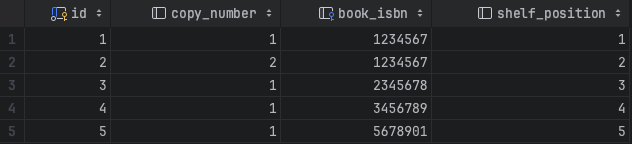 id copy_number book_isbn shelf_position
1 1 1 1234567 1
2 2 2 1234567 2
3 3 1 2345678 3
4 4 1 3456789 4
5 5 1 5678901 5